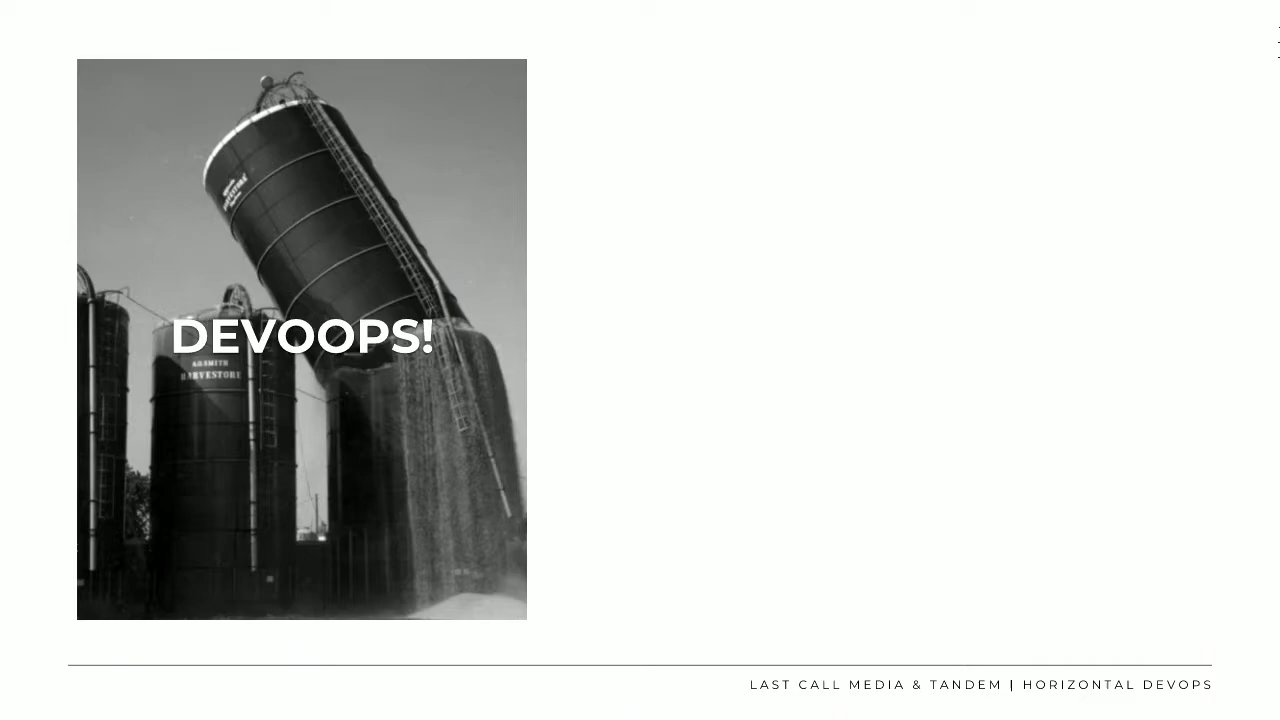 DEVOOPS!
A.O.SMITH
HARVESTORE
LAST CALL MEDIA & TANDEM | HORIZONTAL DEVOPS